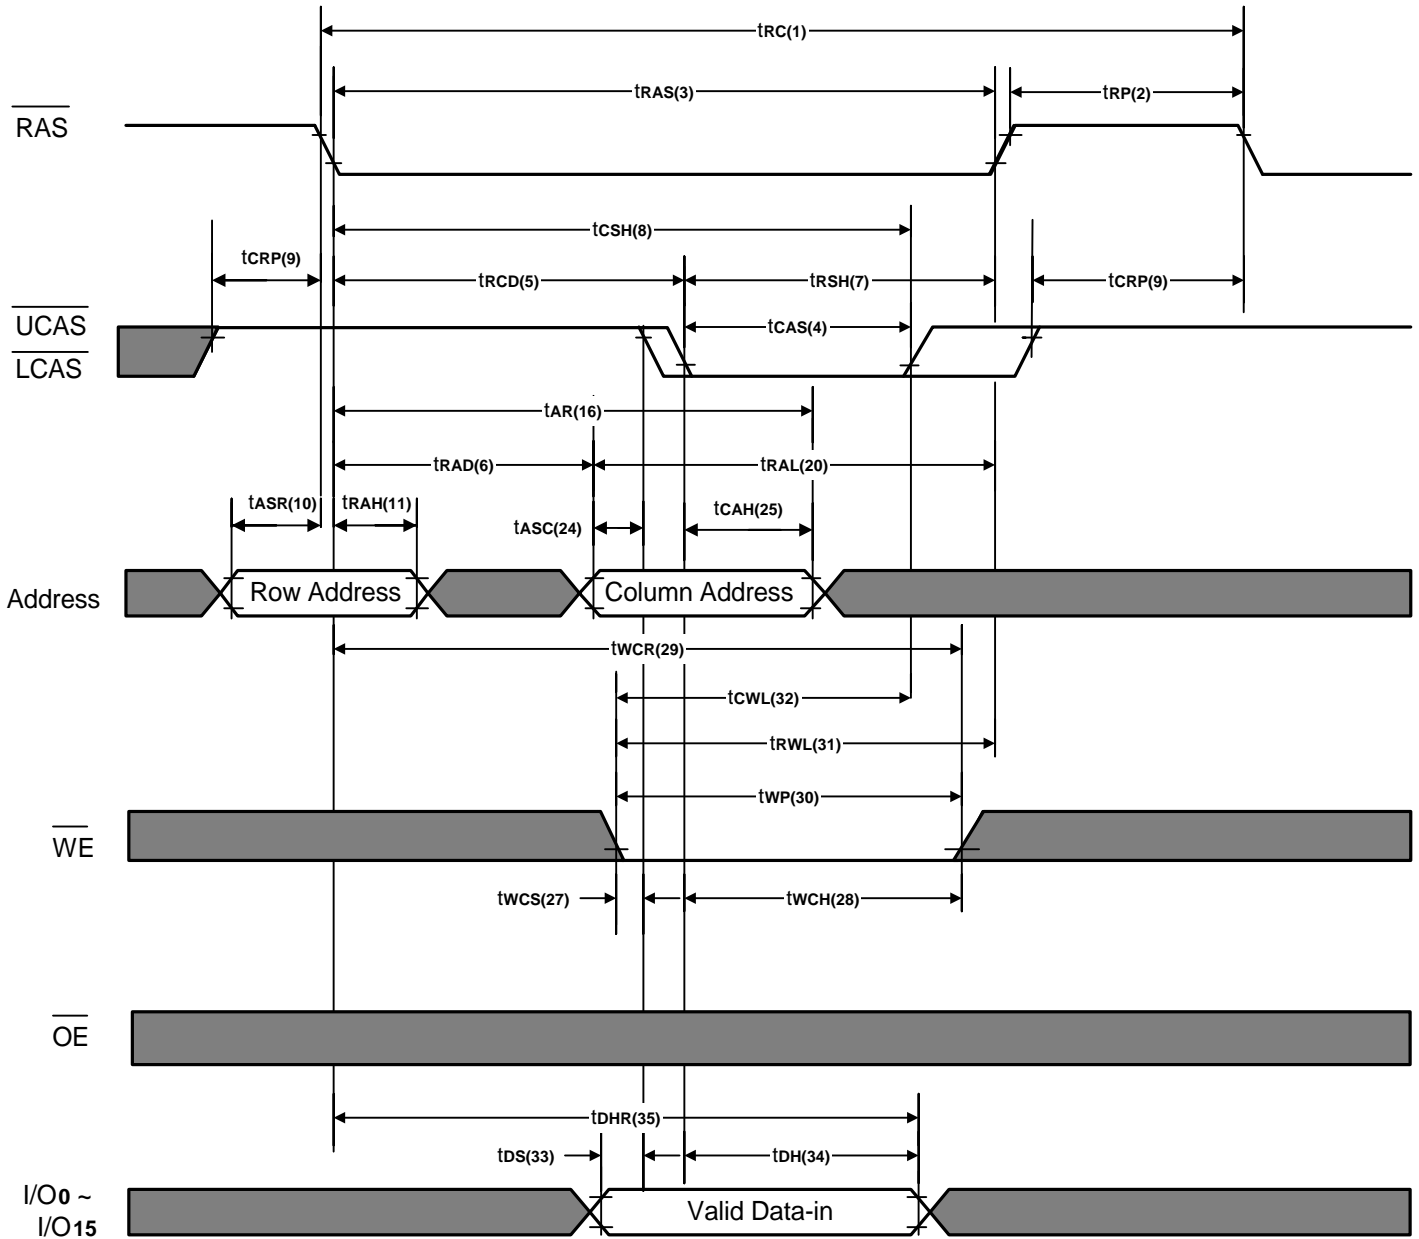 tRC(1)
tRAS(3)
tRP(2)
RAS
tCSH(8)
tCRP(9)
tRCD(5)
tRSH(7)
tCRP(9)
UCAS
tCAS(4)
LCAS
tAR(16)
tRAD(6)
tRAL(20)
tASR(10)
tRAH(11)
tCAH(25)
tASC(24)
Address
Row Address
Column Address
tWCR(29)
tCWL(32)
tRWL(31)
tWP(30)
WE
tWCS(27)
tWCH(28)
OE
tDHR(35)
tDS(33)
tDH(34)
I/O0 ~
I/O15
Valid Data-in